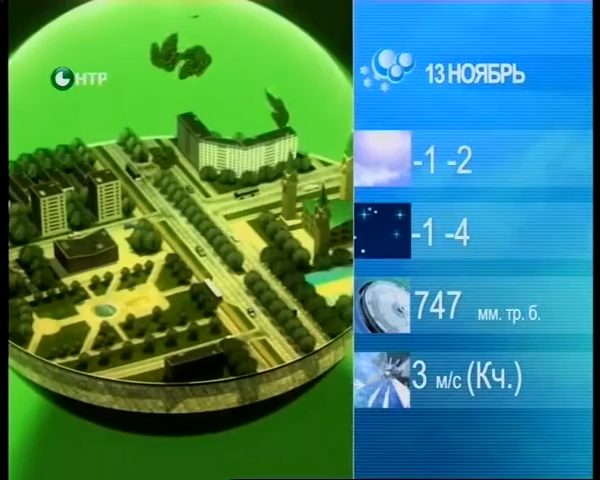 НТР
13 НОЯБРЬ
-1 -2
-1 -4
747 мм. тр. б.
3 м/с (Кч.)